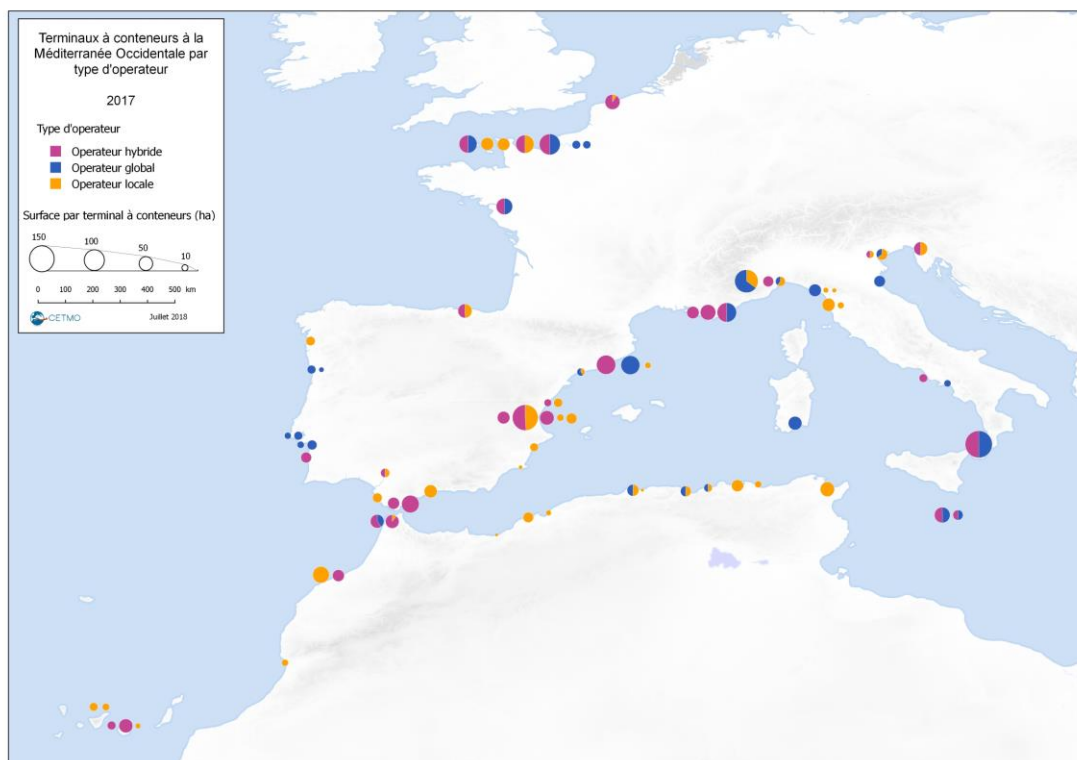 Terminaux à conteneurs à la
Méditerranée Occidentale par
type d'operateur
2017
Type d'operateur
Operateur hybride
Operateur global
Operateur locale
Surface par terminal à conteneurs (ha)
150
100
50
10
0 100 200 300 400 500 km
CETMO
Juillet 2018